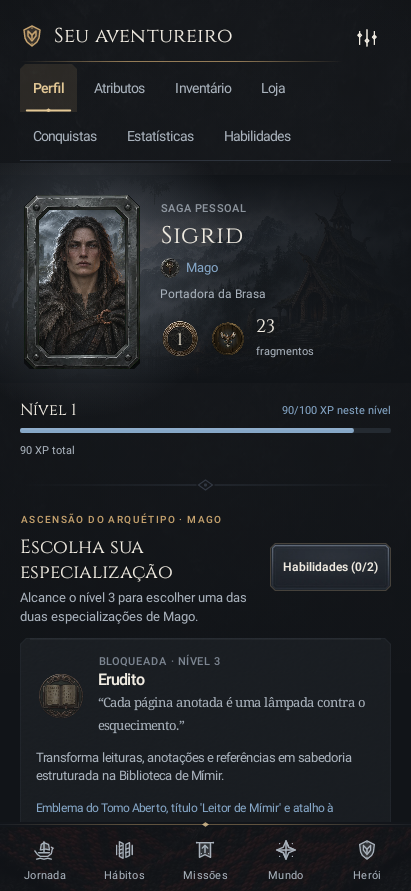 Seu aventureiro
Perfil Atributos Inventário Loja
Conquistas Estatísticas Habilidades
SAGA PESSOAL
Sigrid
Mago
Portadora da Brasa
1
23
fragmentos
Nível 1
90/100 XP neste nível
90 XP total
ASCENSÃO DO ARQUÉTIPO · MAGO
Escolha sua
especialização
Habilidades (0/2)
Alcance o nível 3 para escolher uma das
duas especializações de Mago.
BLOQUEADA · NÍVEL 3
Erudito
“Cada página anotada é uma lâmpada contra o
esquecimento.”
Transforma leituras, anotações e referências em sabedoria
estruturada na Biblioteca de Mímir.
Emblema do Tomo Aberto, título 'Leitor de Mímir' e atalho à
Jornada Hábitos Missões Mundo Herói